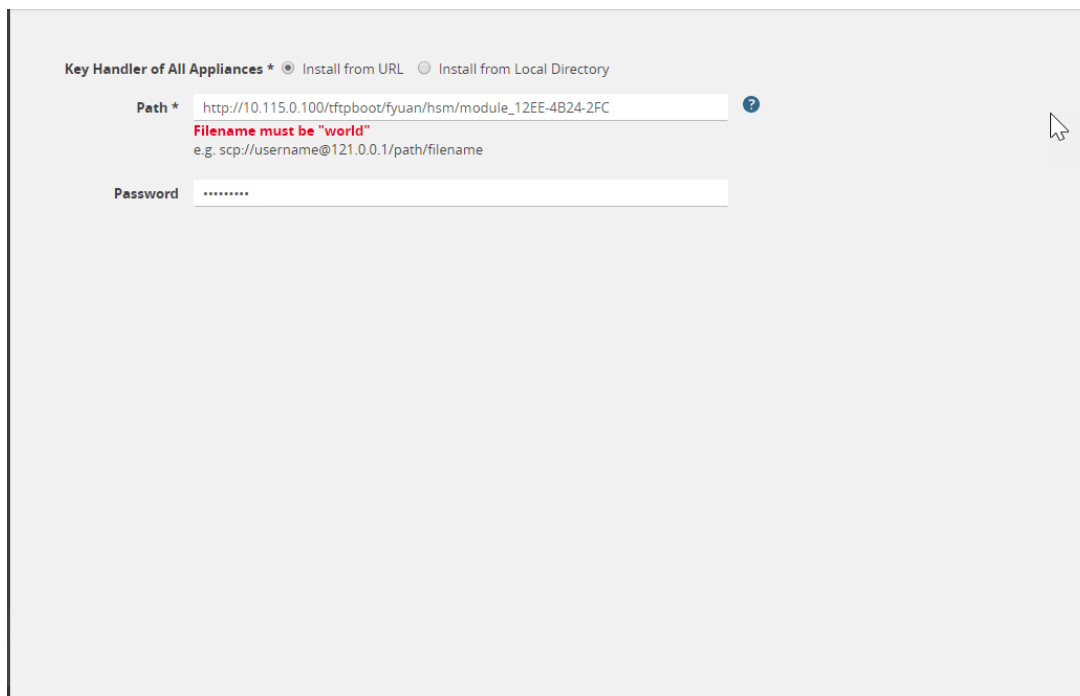 Key Handler of All Appliances * Install from URL Install from Local Directory
Path * http://10.115.0.100/tftpboot/fyuan/hsm/module_12EE-4B24-2FC ?
Filename must be "world"
e.g. scp://username@121.0.0.1/path/filename
Password •••••••••